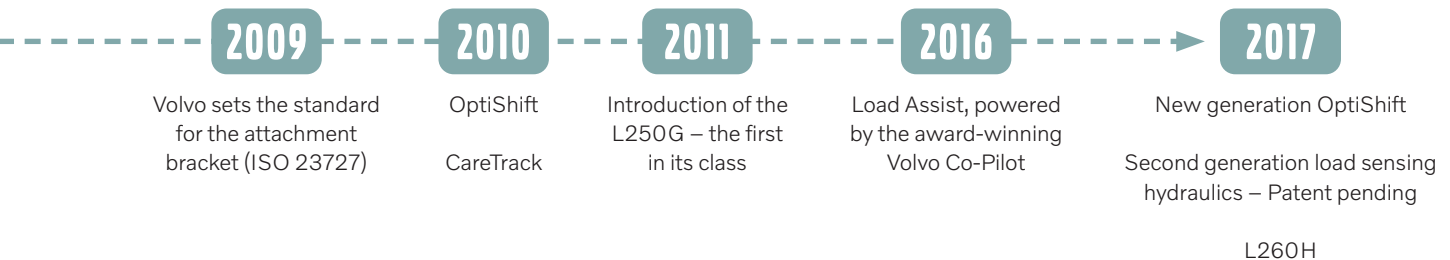 2009
Volvo sets the standard
for the attachment
bracket (ISO 23727)
2010
OptiShift
CareTrack
2011
Introduction of the
L250G – the first
in its class
2016
Load Assist, powered
by the award-winning
Volvo Co-Pilot
2017
New generation OptiShift
Second generation load sensing
hydraulics – Patent pending
L260H